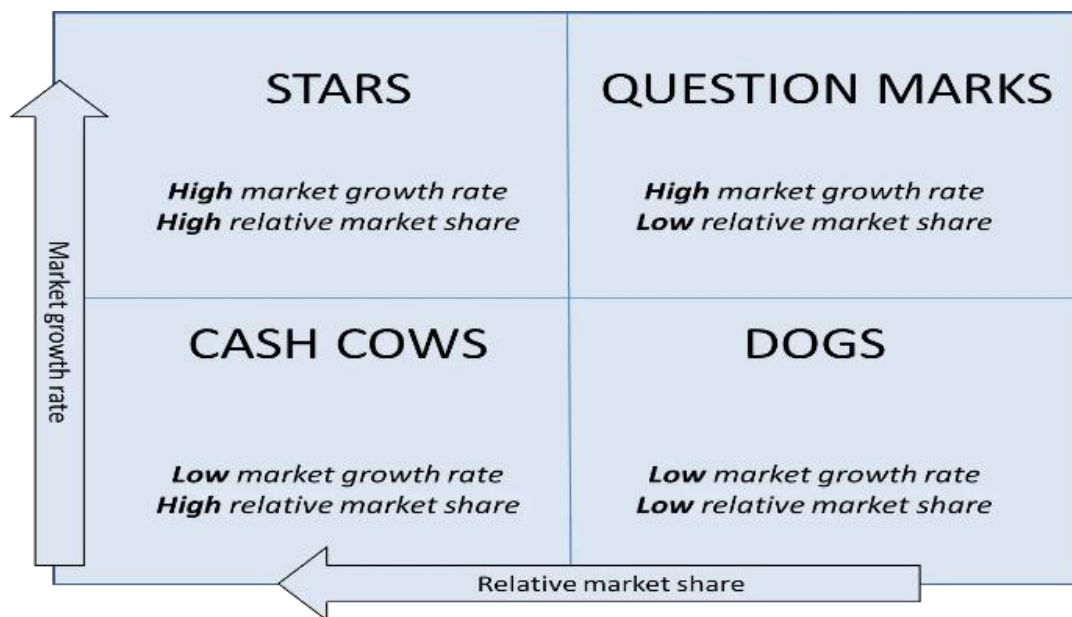 STARS
High market growth rate
High relative market share
QUESTION MARKS
High market growth rate
Low relative market share
Market growth rate
CASH COWS
Low market growth rate
High relative market share
DOGS
Low market growth rate
Low relative market share
Relative market share